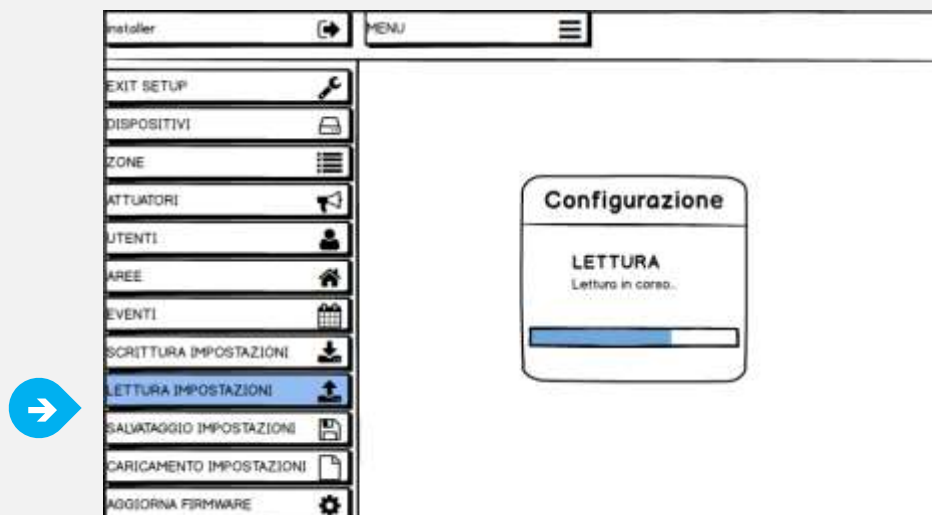 installer
MENU
EXIT SETUP
DISPOSITIVI
ZONE
ATTUATORI
UTENTI
AREE
EVENTI
SCRITTURA IMPOSTAZIONI
LETTURA IMPOSTAZIONI
SALVATAGGIO IMPOSTAZIONI
CARICAMENTO IMPOSTAZIONI
AGGIORNA FIRMWARE
Configurazione
LETTURA
Lettura in corso..